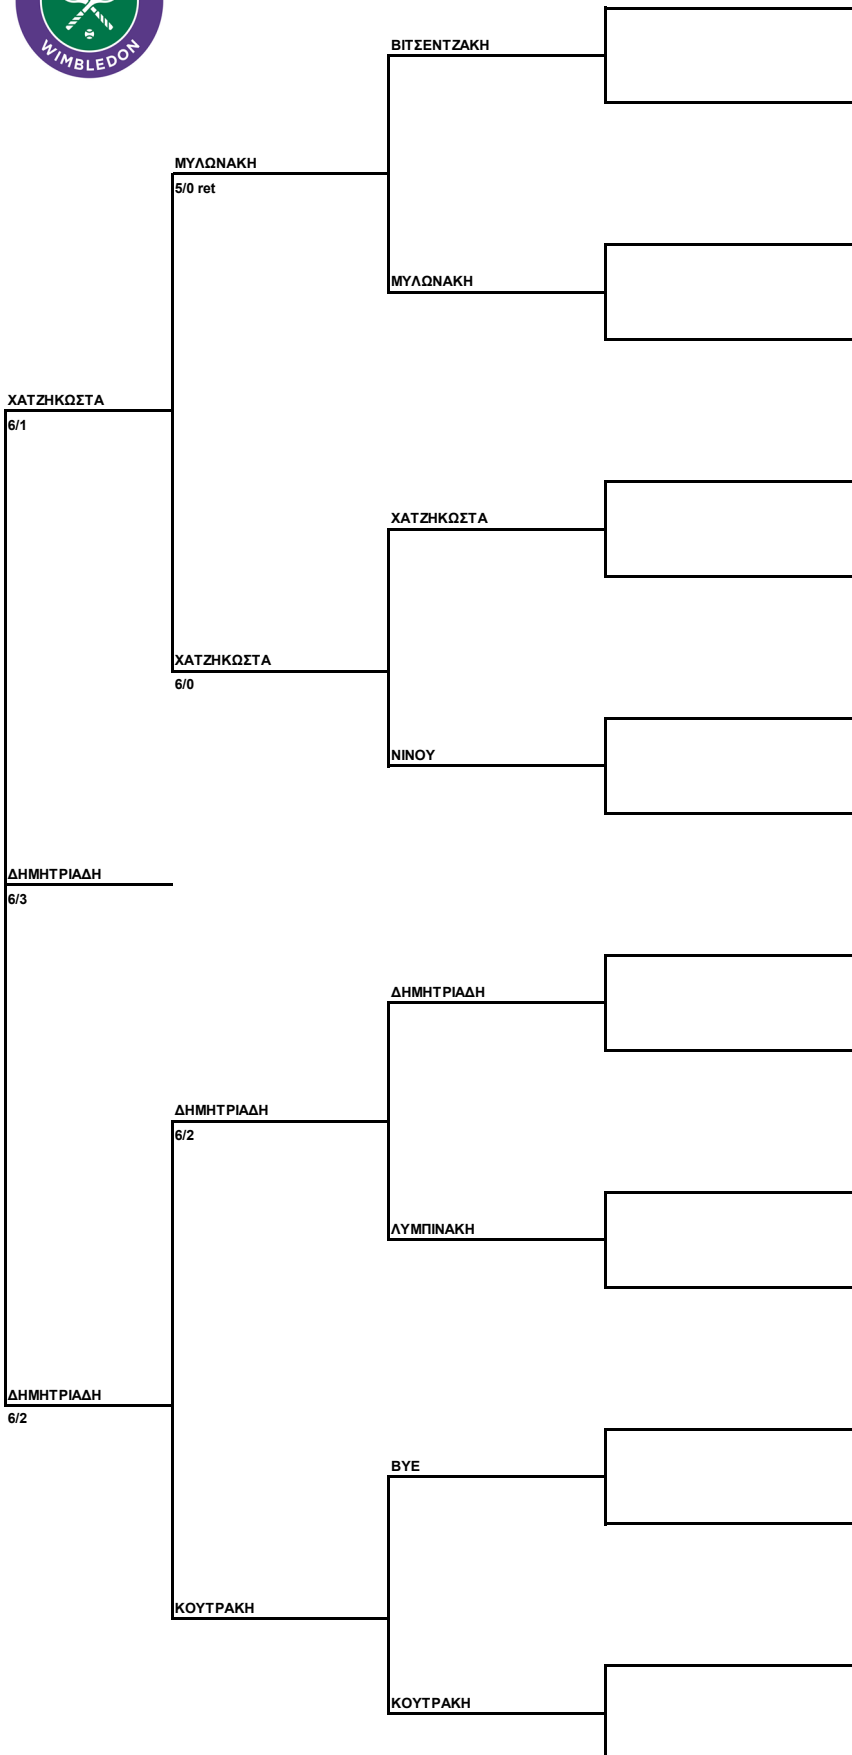 WIMBLEDON
ΒΙΤΣΕΝΤΖΑΚΗ
ΜΥΛΩΝΑΚΗ
5/0 ret
ΜΥΛΩΝΑΚΗ
ΧΑΤΖΗΚΩΣΤΑ
6/1
ΧΑΤΖΗΚΩΣΤΑ
ΧΑΤΖΗΚΩΣΤΑ
6/0
ΝΙΝΟΥ
ΔΗΜΗΤΡΙΑΔΗ
6/3
ΔΗΜΗΤΡΙΑΔΗ
ΔΗΜΗΤΡΙΑΔΗ
6/2
ΛΥΜΠΙΝΑΚΗ
ΔΗΜΗΤΡΙΑΔΗ
6/2
BYE
ΚΟΥΤΡΑΚΗ
ΚΟΥΤΡΑΚΗ